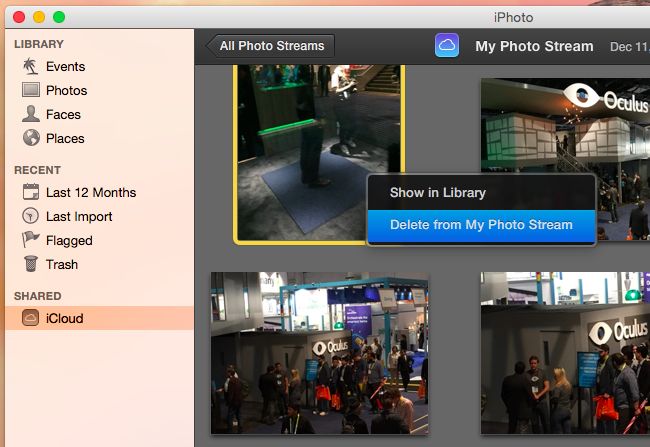 iPhoto
LIBRARY
Events
Photos
Faces
Places
RECENT
Last 12 Months
Last Import
Flagged
Trash
SHARED
iCloud
All Photo Streams
My Photo Stream
Dec 11,
Oculus
Show in Library
Delete from My Photo Stream
Oculus
Oculus